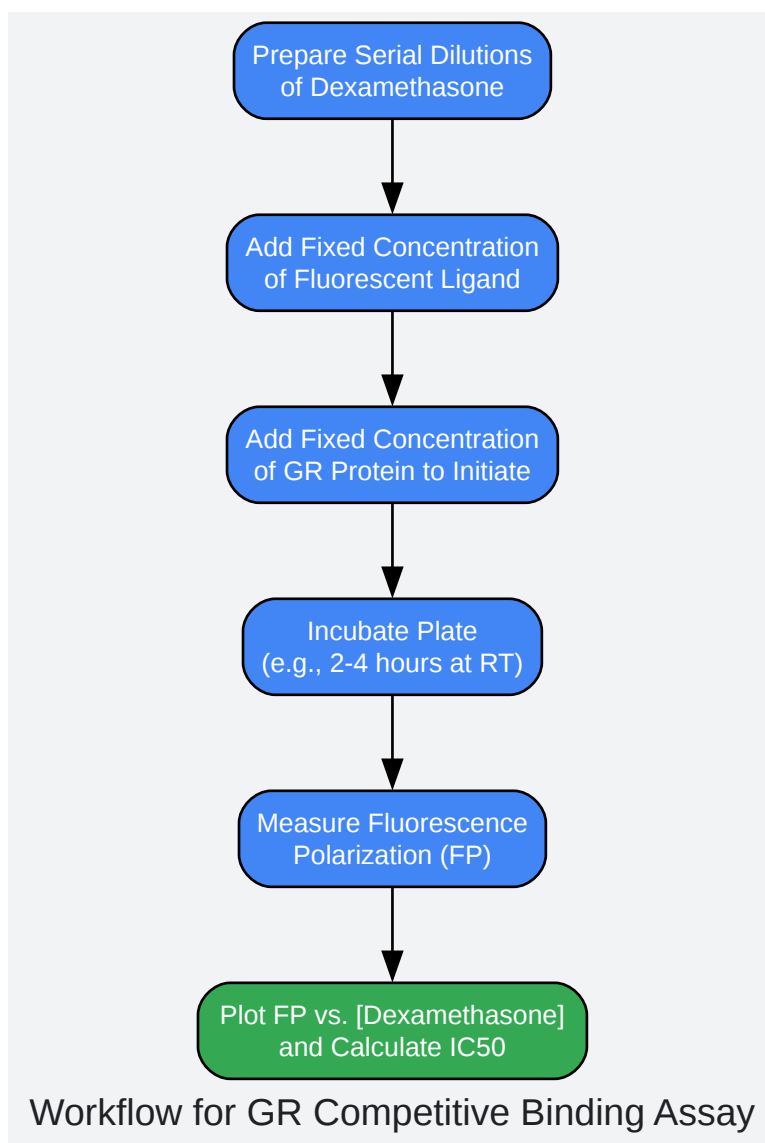 Prepare Serial Dilutions
of Dexamethasone
Add Fixed Concentration
of Fluorescent Ligand
Add Fixed Concentration
of GR Protein to Initiate
Incubate Plate
(e.g., 2-4 hours at RT)
Measure Fluorescence
Polarization (FP)
Plot FP vs. [Dexamethasone]
and Calculate IC50
Workflow for GR Competitive Binding Assay